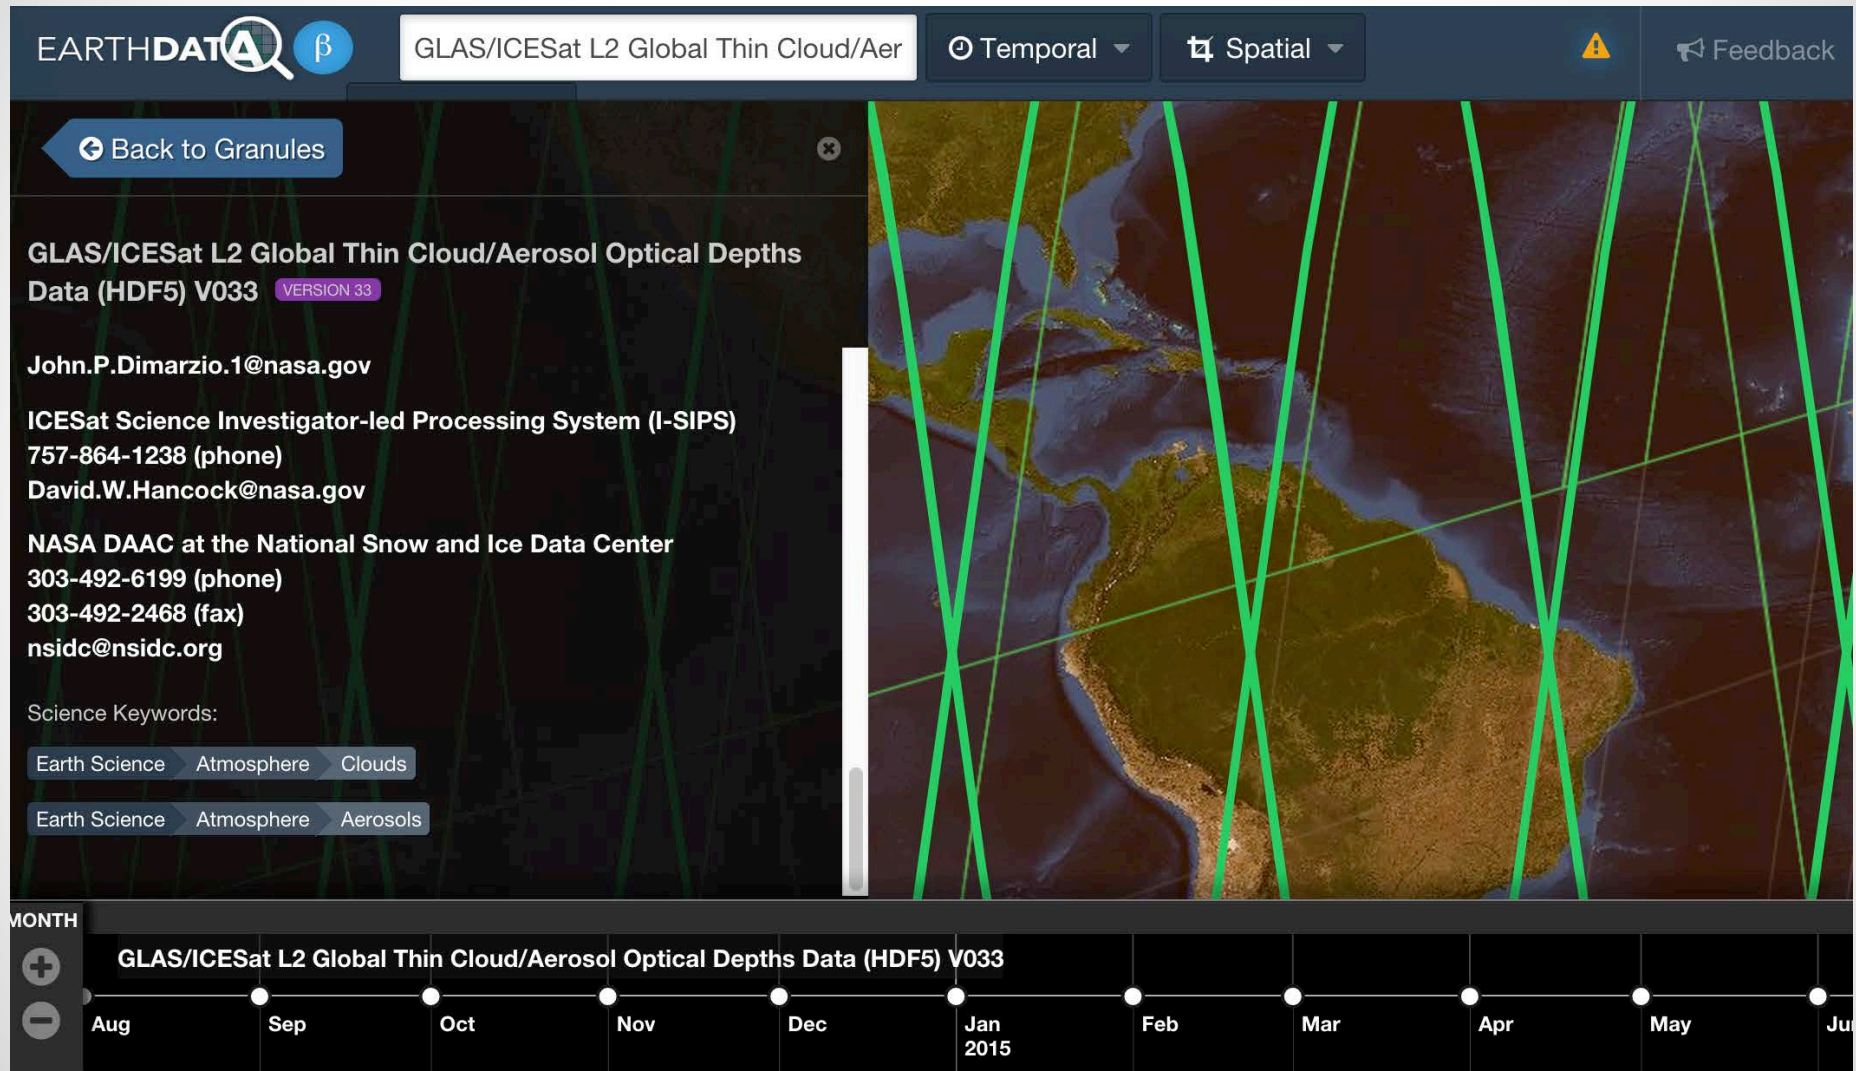 EARTHDATA β
GLAS/ICESat L2 Global Thin Cloud/Aer
Temporal
Spatial
Feedback
Back to Granules
GLAS/ICESat L2 Global Thin Cloud/Aerosol Optical Depths
Data (HDF5) V033 VERSION 33
John.P.Dimarzio.1@nasa.gov
ICESat Science Investigator-led Processing System (I-SIPS)
757-864-1238 (phone)
David.W.Hancock@nasa.gov
NASA DAAC at the National Snow and Ice Data Center
303-492-6199 (phone)
303-492-2468 (fax)
nsidc@nsidc.org
Science Keywords:
Earth Science Atmosphere Clouds
Earth Science Atmosphere Aerosols
MONTH
GLAS/ICESat L2 Global Thin Cloud/Aerosol Optical Depths Data (HDF5) V033
Aug Sep Oct Nov Dec Jan Feb Mar Apr May Ju
2015